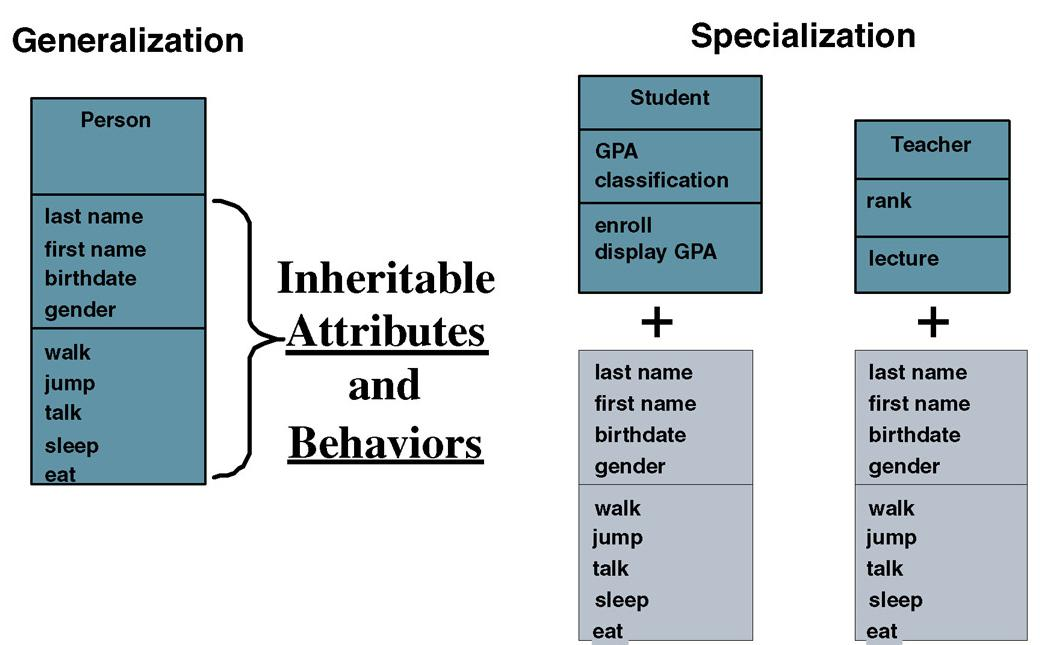 Generalization
Person
last name
first name
birthdate
gender
walk
jump
talk
sleep
eat
Inheritable
Attributes
and
Behaviors
Specialization
Student
GPA
classification
enroll
display GPA
+
last name
first name
birthdate
gender
walk
jump
talk
sleep
eat
Teacher
rank
lecture
+
last name
first name
birthdate
gender
walk
jump
talk
sleep
eat